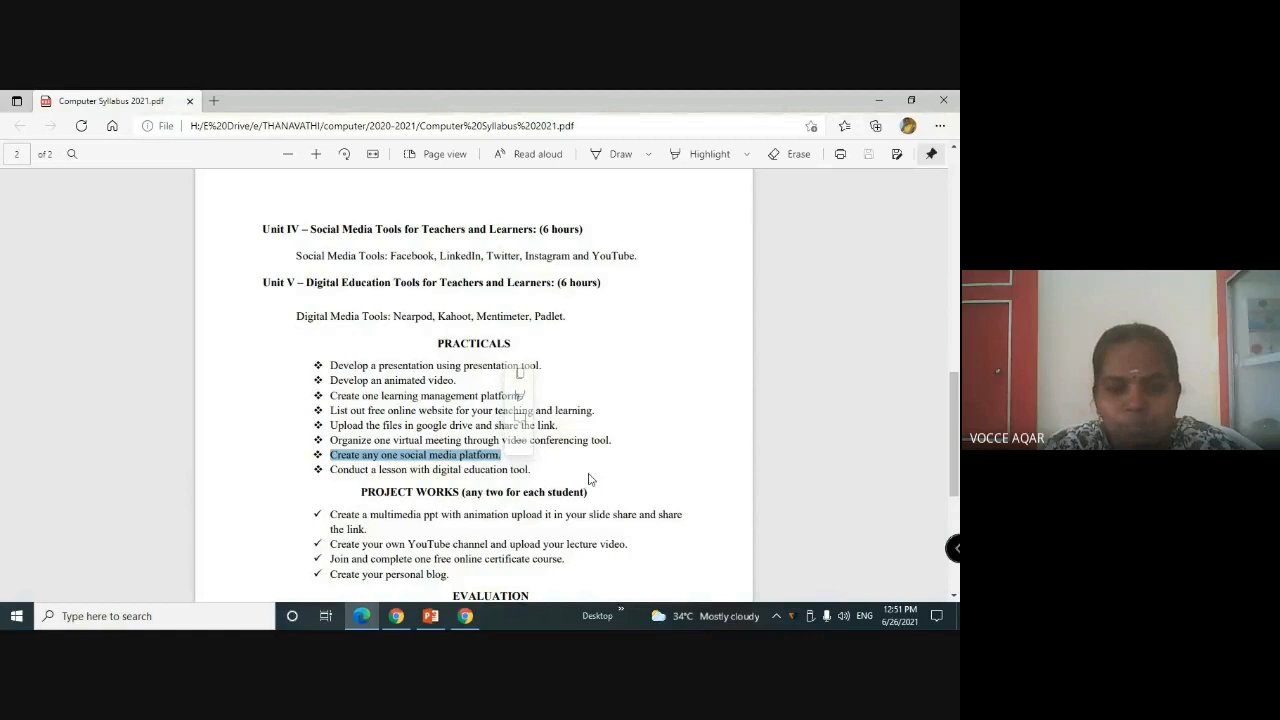 Computer Syllabus 2021.pdf
File
H:/E%20Drive/e/THANAVATHI/computer/2020-2021/Computer%20Syllabus%202021.pdf
2 of 2
Page view
Read aloud
Draw
Highlight
Erase
Unit IV – Social Media Tools for Teachers and Learners: (6 hours)
Social Media Tools: Facebook, LinkedIn, Twitter, Instagram and YouTube.
Unit V – Digital Education Tools for Teachers and Learners: (6 hours)
Digital Media Tools: Nearpod, Kahoot, Mentimeter, Padlet.
PRACTICALS
❖ Develop a presentation using presentation tool.
❖ Develop an animated video.
❖ Create one learning management platform.
❖ List out free online website for your teaching and learning.
❖ Upload the files in google drive and share the link.
❖ Organize one virtual meeting through video conferencing tool.
❖ Create any one social media platform.
❖ Conduct a lesson with digital education tool.
PROJECT WORKS (any two for each student)
✓ Create a multimedia ppt with animation upload it in your slide share and share
the link.
✓ Create your own YouTube channel and upload your lecture video.
✓ Join and complete one free online certificate course.
✓ Create your personal blog.
EVALUATION
VOCCE AQAR
Type here to search
Desktop
34°C Mostly cloudy
ENG
12:51 PM
6/26/2021